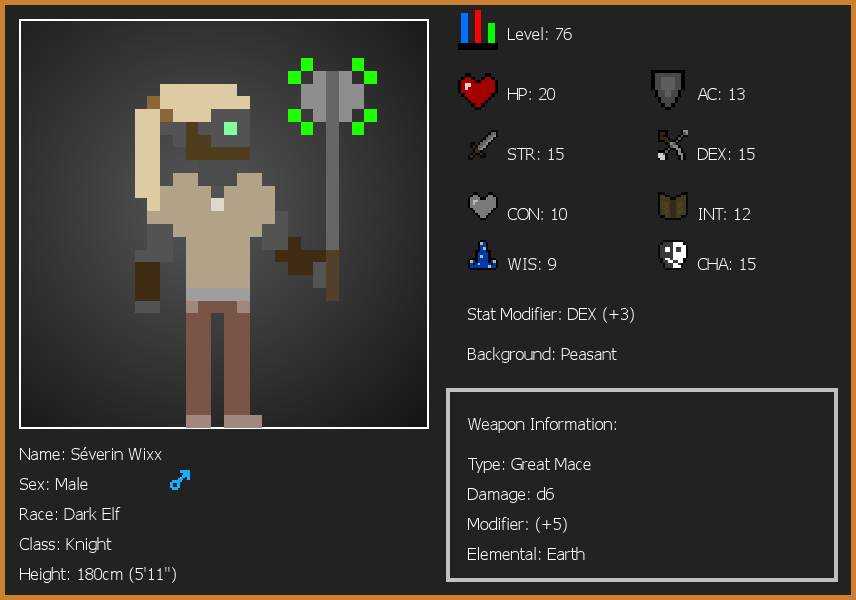 Level: 76
HP: 20
AC: 13
STR: 15
DEX: 15
CON: 10
INT: 12
WIS: 9
CHA: 15
Stat Modifier: DEX (+3)
Background: Peasant
Weapon Information:
Type: Great Mace
Damage: d6
Modifier: (+5)
Elemental: Earth
Name: Séverin Wixx
Sex: Male
Race: Dark Elf
Class: Knight
Height: 180cm (5'11")